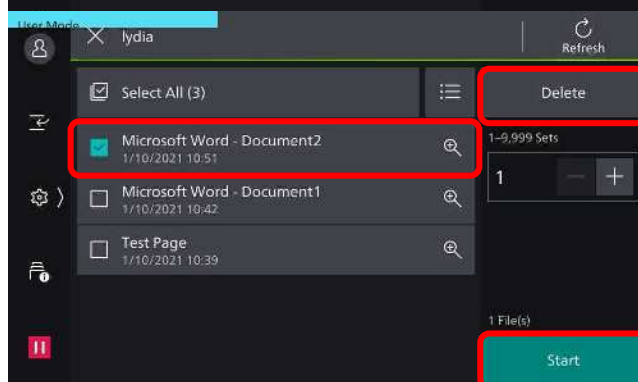 User Mode
lydia
Refresh
Select All (3)
Delete
Microsoft Word - Document2
1/10/2021 10:51
1–9,999 Sets
1
Microsoft Word - Document1
1/10/2021 10:42
Test Page
1/10/2021 10:39
1 File(s)
Start